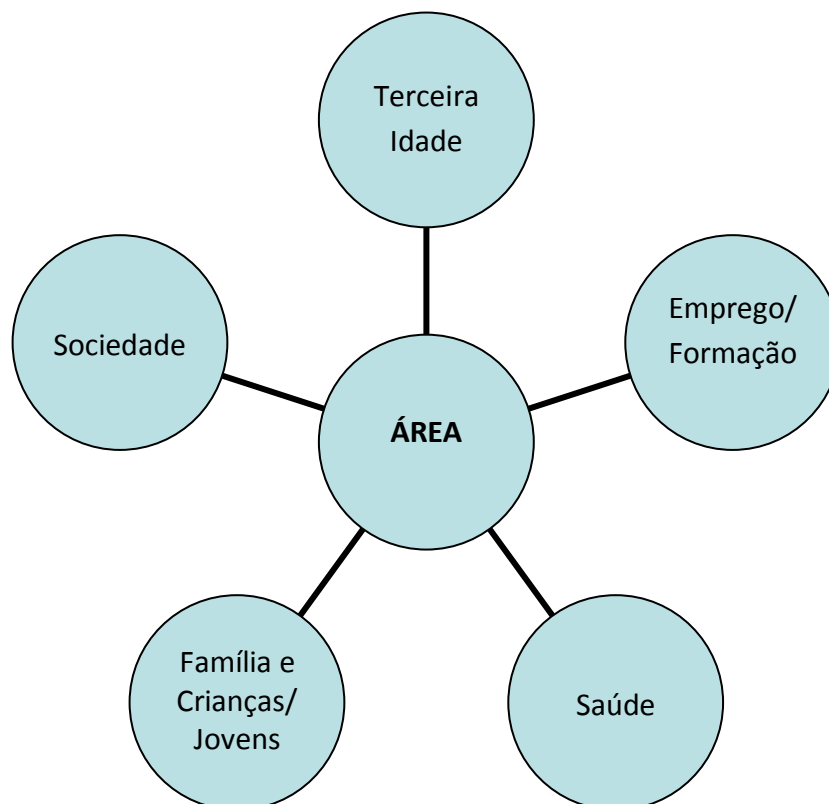 Terceira
Idade
Emprego/
Formação
Sociedade
ÁREA
Família e
Crianças/
Jovens
Saúde